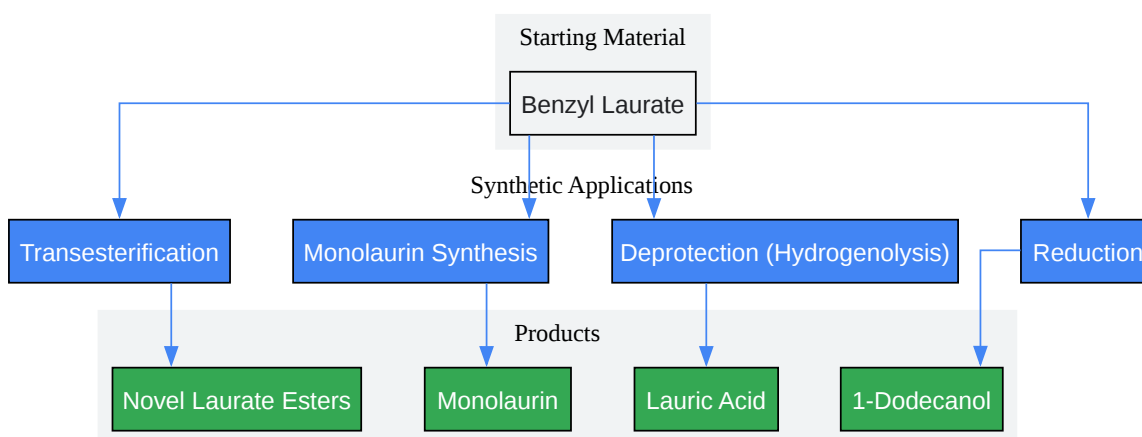 Starting Material
Benzyl Laurate
Synthetic Applications
Transesterification
Monolaurin Synthesis
Deprotection (Hydrogenolysis)
Reduction
Products
Novel Laurate Esters
Monolaurin
Lauric Acid
1-Dodecanol